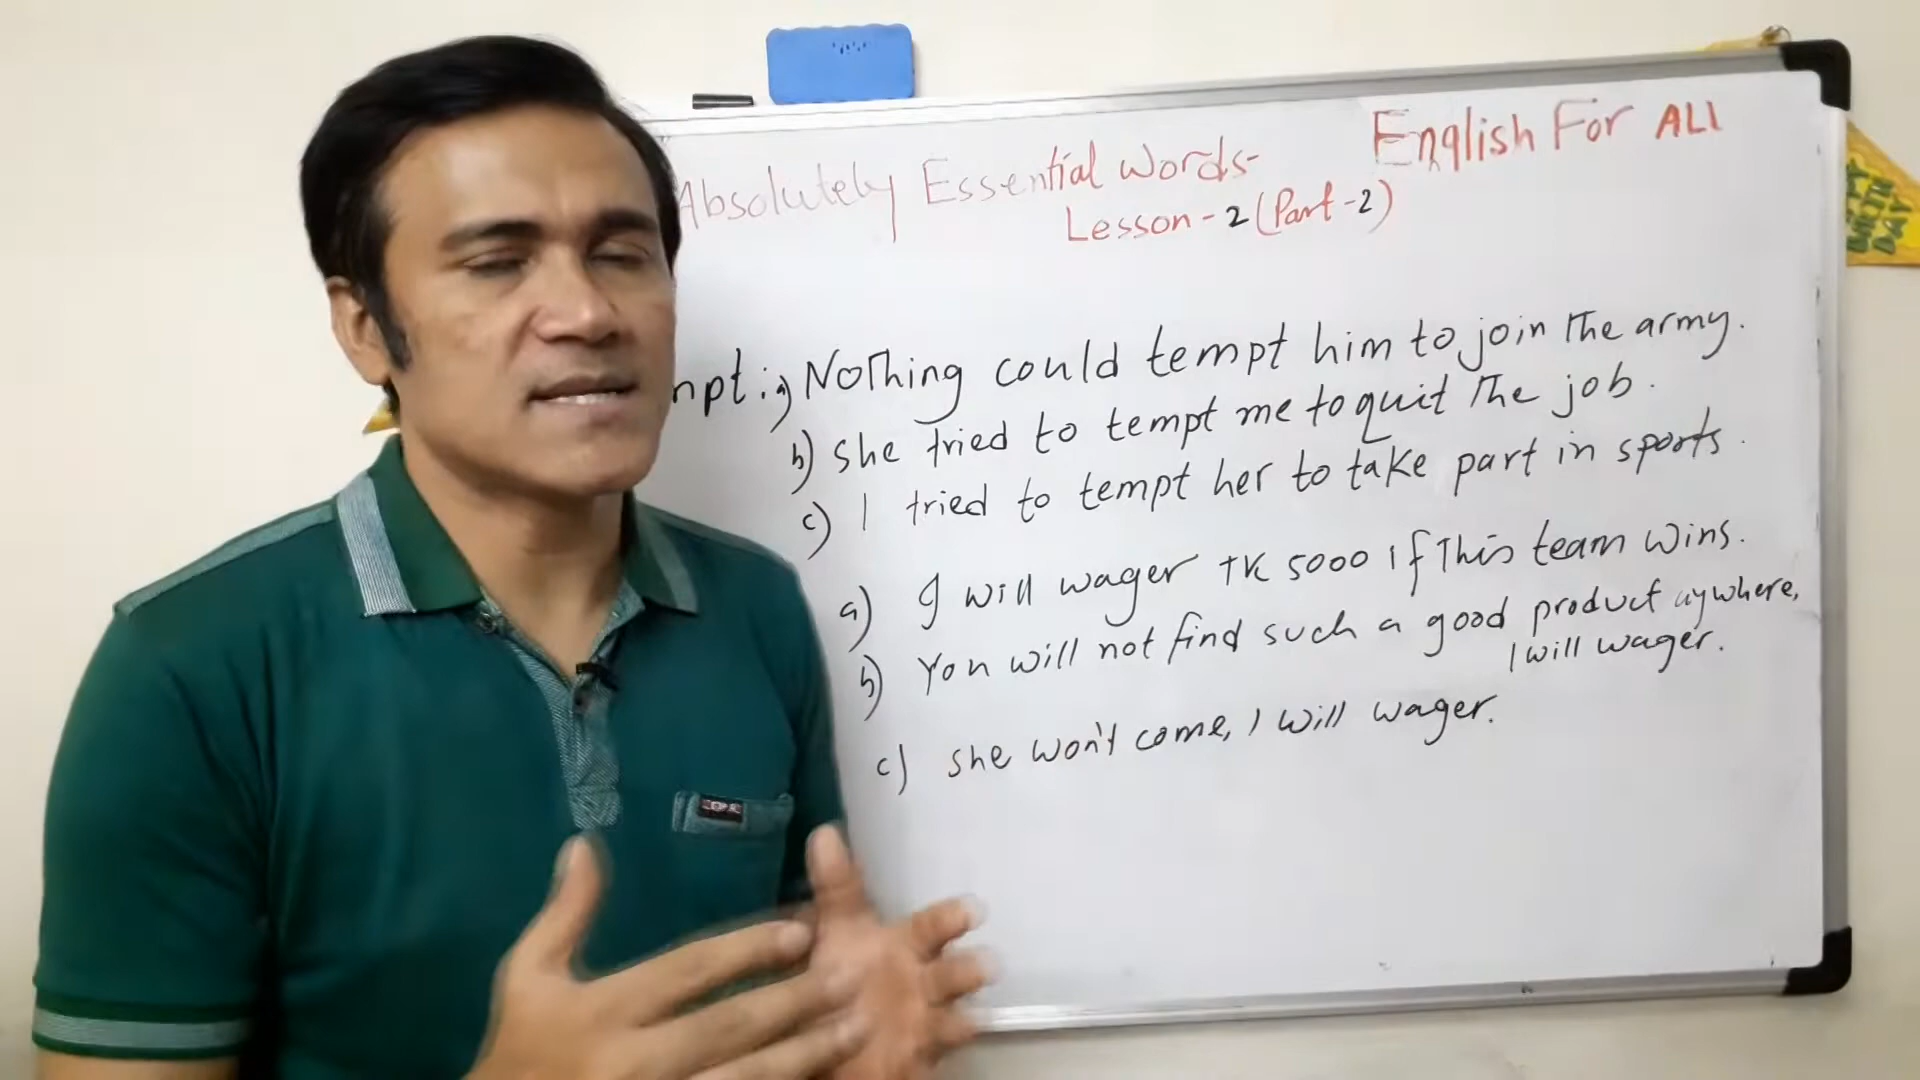 English For ALL
Absolutely Essential Words-
Lesson - 2 (Part-2)
mpt: a) Nothing could tempt him to join the army.
b) She tried to tempt me to quit the job.
c) I tried to tempt her to take part in sports.
a) I will wager TK 5000 if this team wins.
b) You will not find such a good product aywhere,
I will wager.
c) she won't come, I will wager.